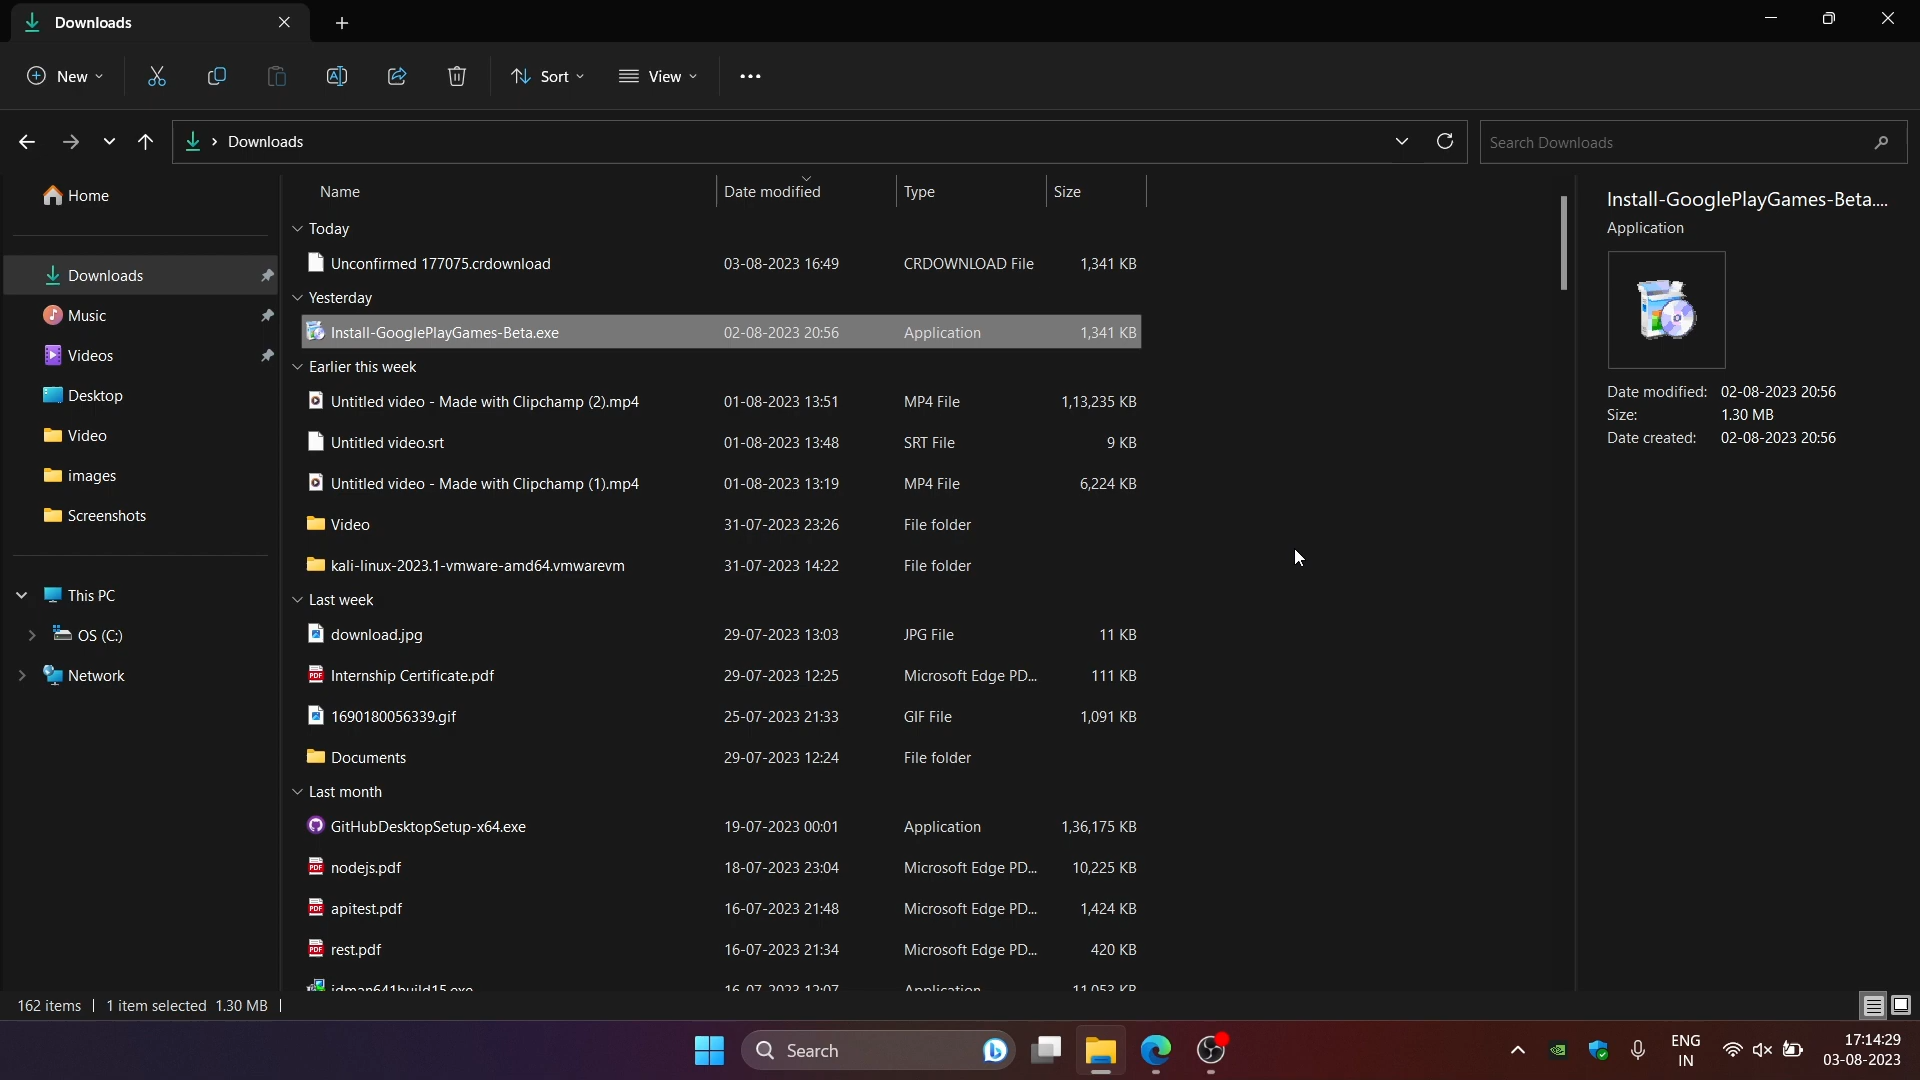 Downloads
New
Sort
View
Downloads
Search Downloads
Home
Downloads
Music
Videos
Desktop
Video
images
Screenshots
This PC
OS (C:)
Network
Name Date modified Type Size
Today
Unconfirmed 177075.crdownload 03-08-2023 16:49 CRDOWNLOAD File 1,341 KB
Yesterday
Install-GooglePlayGames-Beta.exe 02-08-2023 20:56 Application 1,341 KB
Earlier this week
Untitled video - Made with Clipchamp (2).mp4 01-08-2023 13:51 MP4 File 1,13,235 KB
Untitled video.srt 01-08-2023 13:48 SRT File 9 KB
Untitled video - Made with Clipchamp (1).mp4 01-08-2023 13:19 MP4 File 6,224 KB
Video 31-07-2023 23:26 File folder
kali-linux-2023.1-vmware-amd64.vmwarevm 31-07-2023 14:22 File folder
Last week
download.jpg 29-07-2023 13:03 JPG File 11 KB
Internship Certificate.pdf 29-07-2023 12:25 Microsoft Edge PD... 111 KB
1690180056339.gif 25-07-2023 21:33 GIF File 1,091 KB
Documents 29-07-2023 12:24 File folder
Last month
GitHubDesktopSetup-x64.exe 19-07-2023 00:01 Application 1,36,175 KB
nodejs.pdf 18-07-2023 23:04 Microsoft Edge PD... 10,225 KB
apitest.pdf 16-07-2023 21:48 Microsoft Edge PD... 1,424 KB
rest.pdf 16-07-2023 21:34 Microsoft Edge PD... 420 KB
idman641build15.exe 16-07-2023 12:07 Application 11,053 KB
Install-GooglePlayGames-Beta....
Application
Date modified: 02-08-2023 20:56
Size: 1.30 MB
Date created: 02-08-2023 20:56
162 items 1 item selected 1.30 MB
Search
ENG
IN
17:14:29
03-08-2023